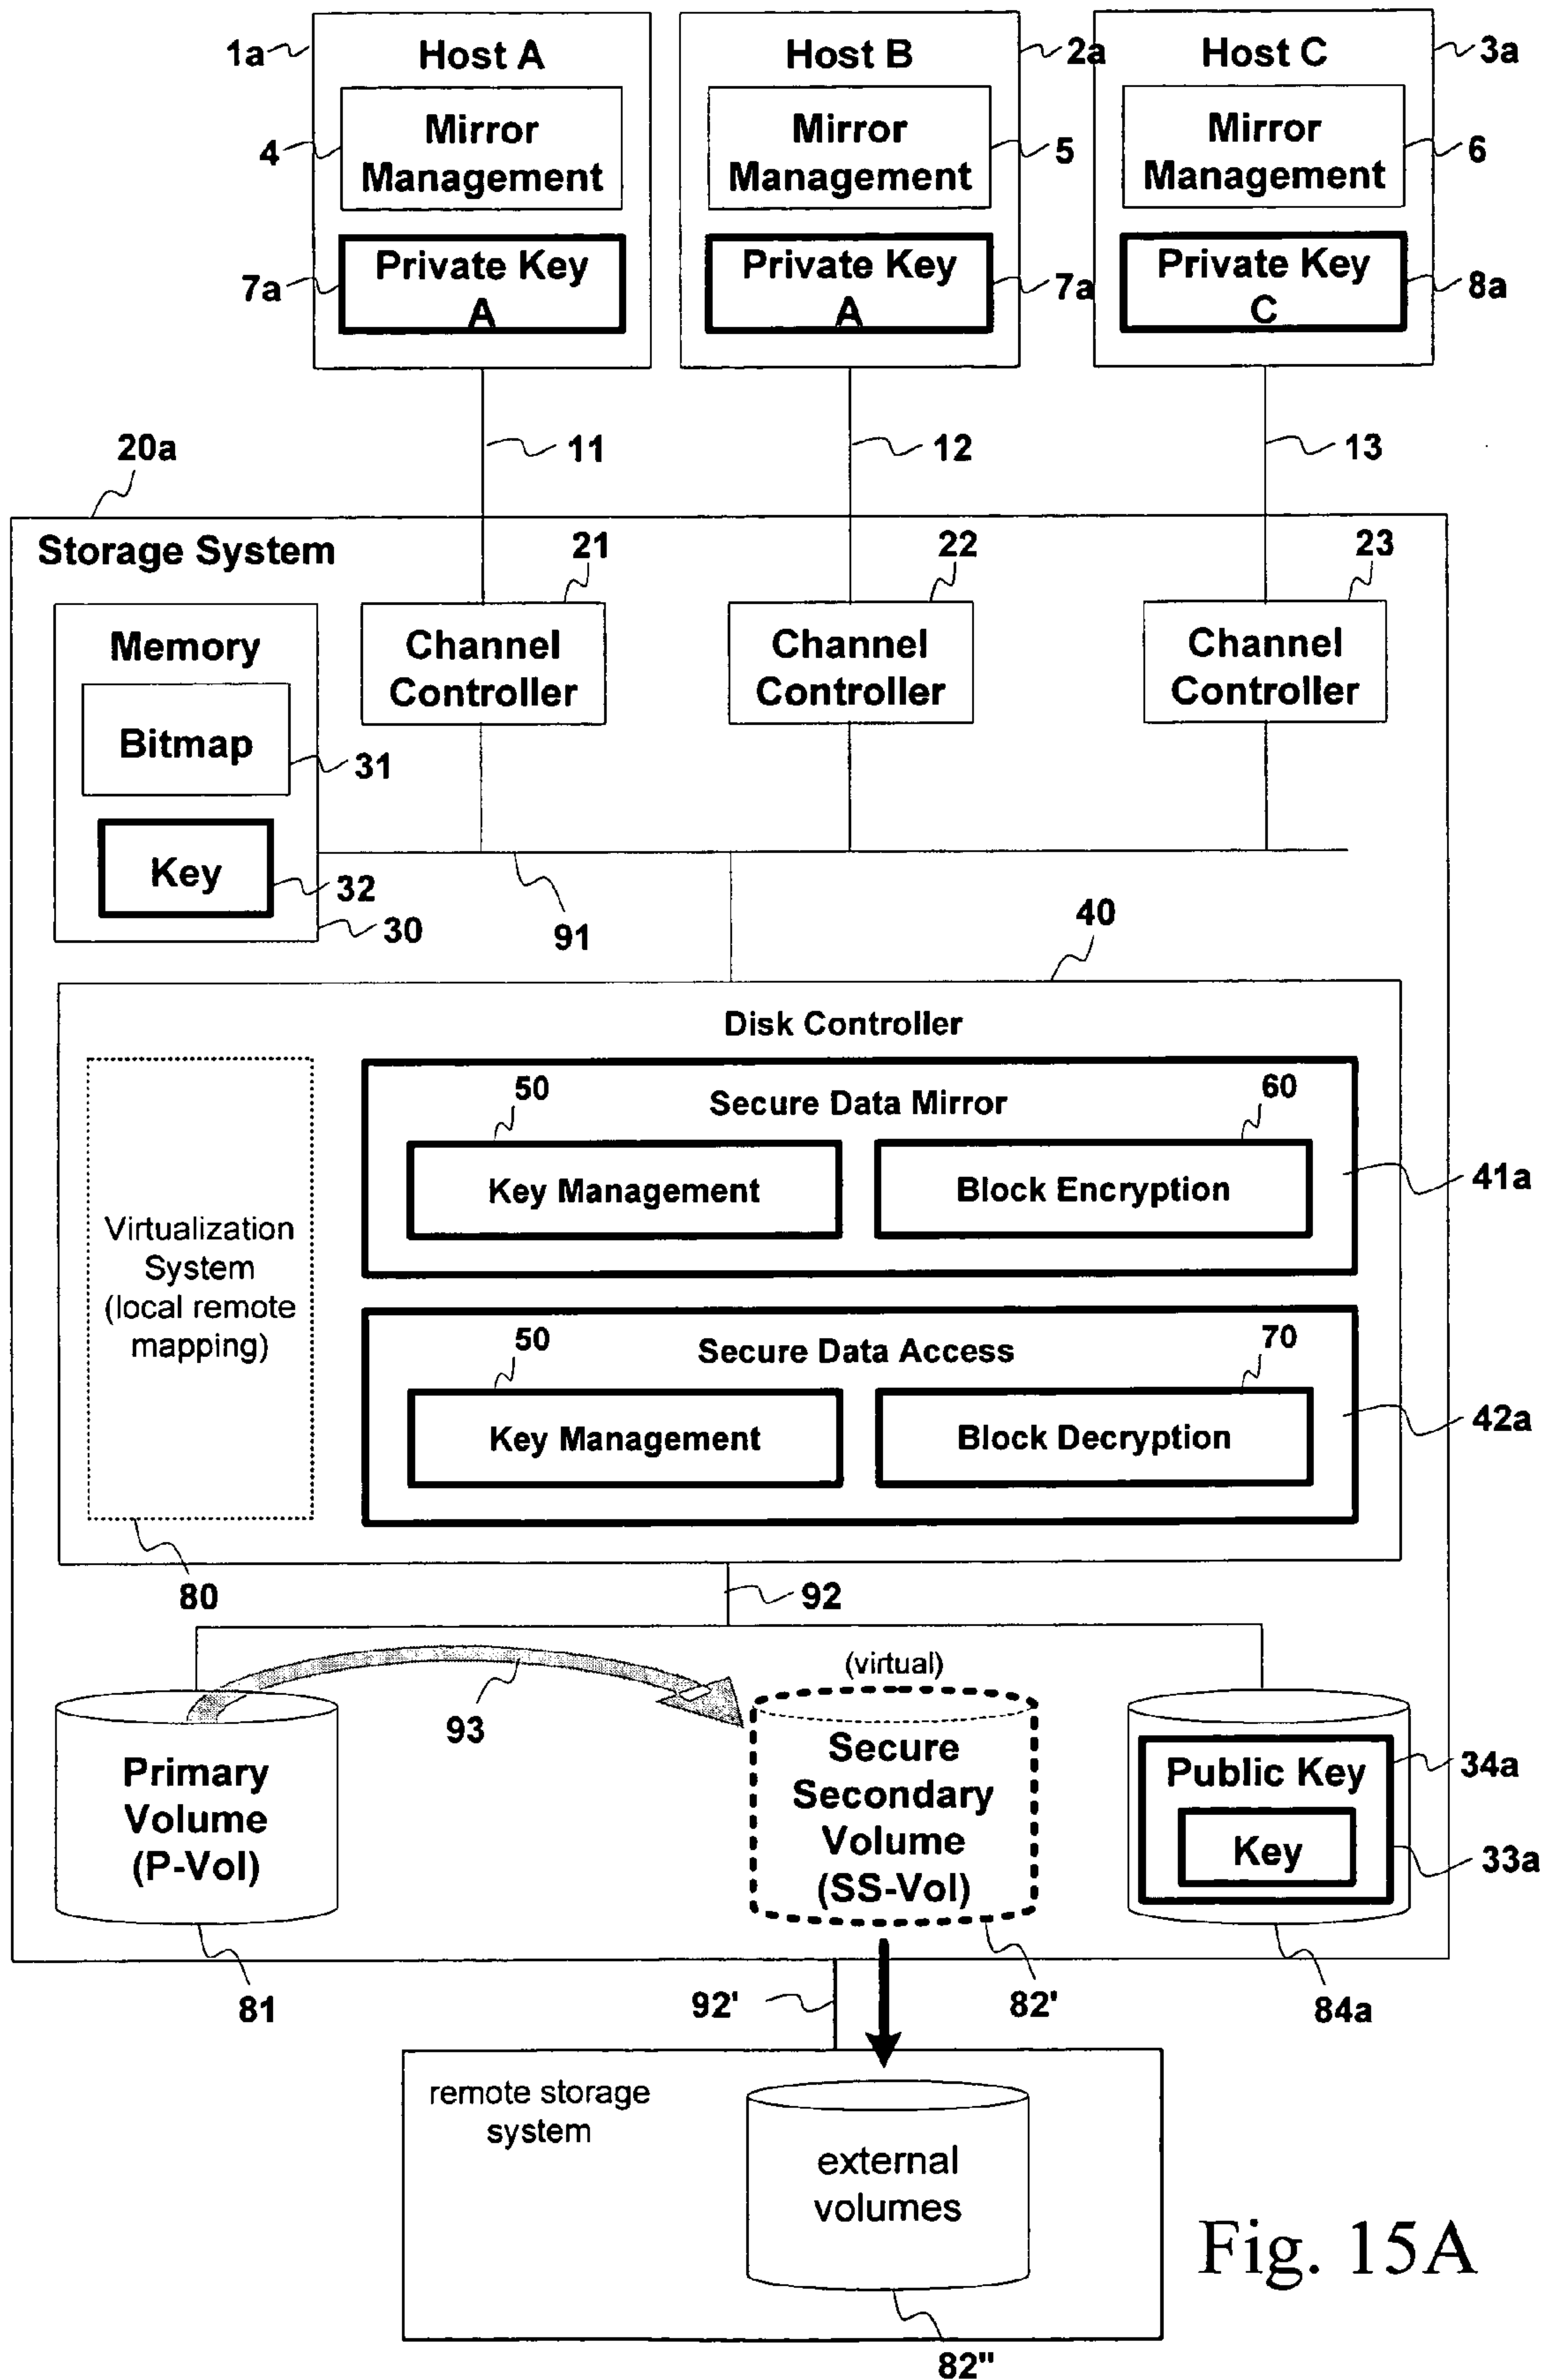 Host A
Host B
Host C
1a
2a
3a
Mirror
Management
Mirror
Management
Mirror
Management
4
5
6
Private Key
A
Private Key
A
Private Key
C
7a
7a
8a
11
12
13
20a
Storage System
21
22
23
Memory
Channel
Controller
Channel
Controller
Channel
Controller
Bitmap
31
Key
32
30
91
40
Disk Controller
Virtualization
System
(local remote
mapping)
50
60
Secure Data Mirror
Key Management
Block Encryption
41a
50
70
Secure Data Access
Key Management
Block Decryption
42a
80
92
93
(virtual)
Primary
Volume
(P-Vol)
Secure
Secondary
Volume
(SS-Vol)
Public Key
34a
Key
33a
81
92'
82'
84a
remote storage
system
external
volumes
82"
Fig. 15A